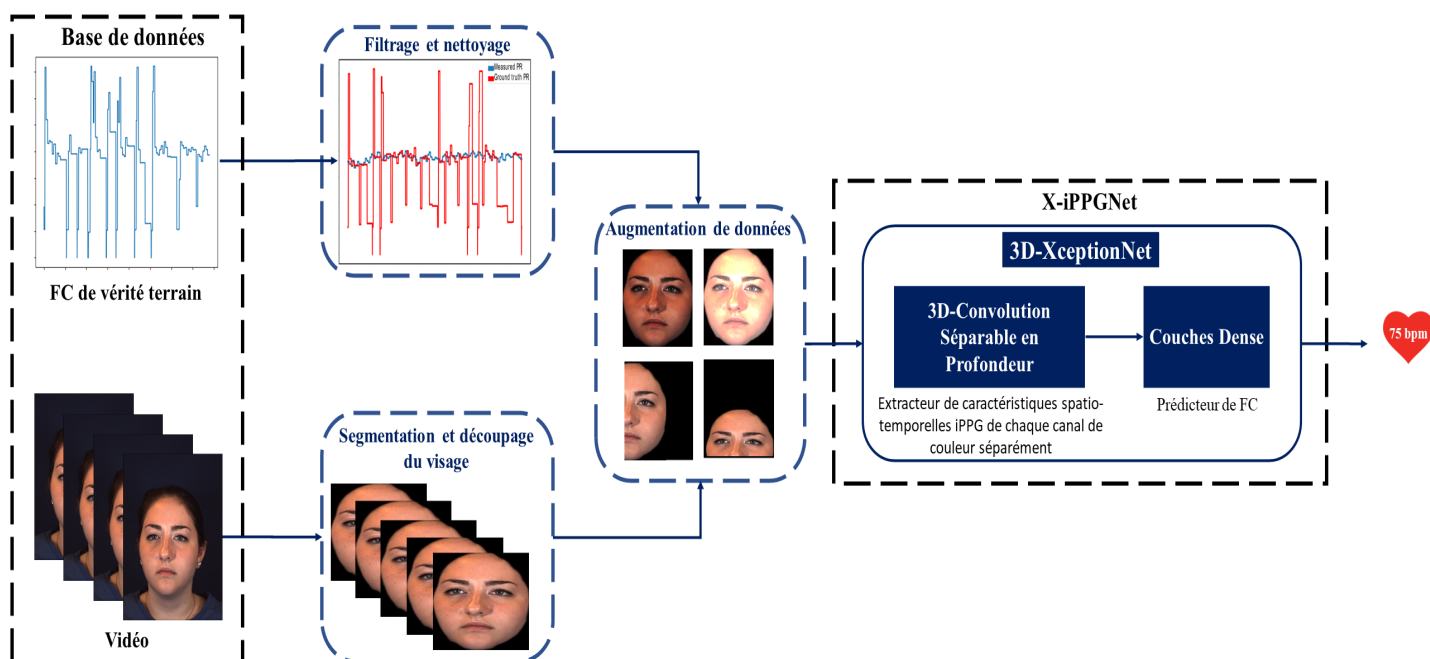 Base de données
FC de vérité terrain
Vidéo
Filtrage et nettoyage
Measured PR
Ground truth PR
Segmentation et découpage
du visage
Augmentation de données
X-iPPGNet
3D-XceptionNet
3D-Convolution
Séparable en
Profondeur
Extracteur de caractéristiques spatio-
temporelles iPPG de chaque canal de
couleur séparément
Couches Dense
Prédicteur de FC
75 bpm